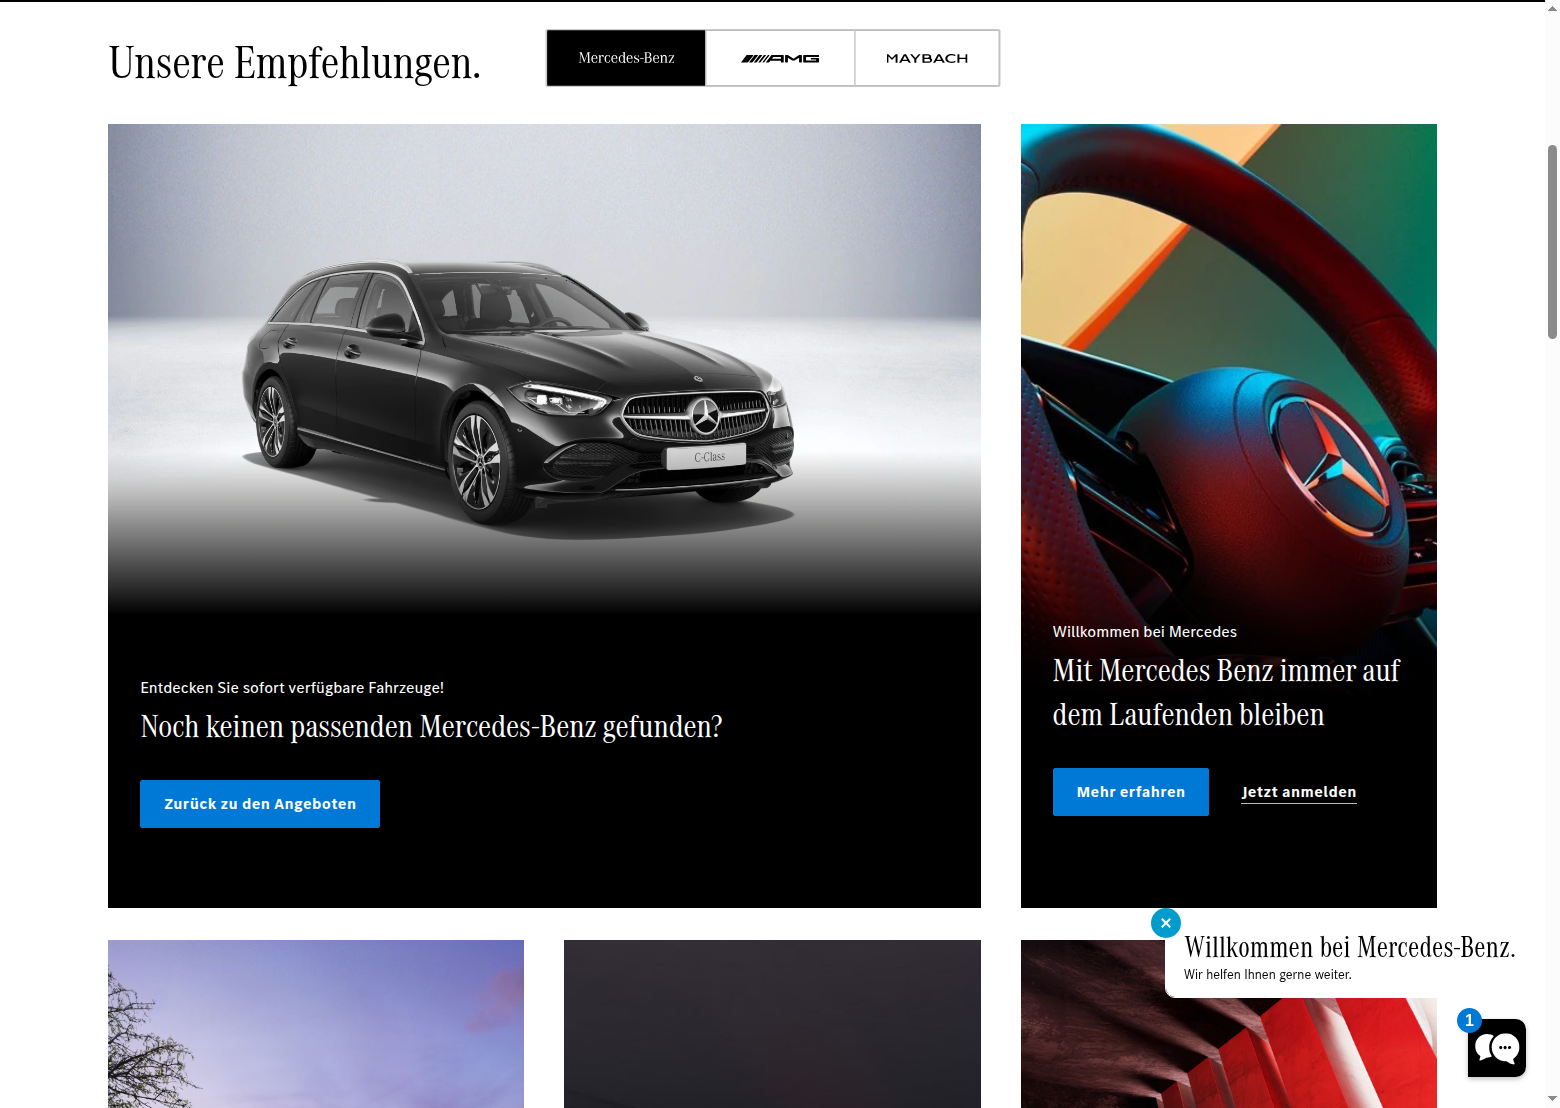 Unsere Empfehlungen.
Mercedes-Benz
AMG
MAYBACH
C-Class
Entdecken Sie sofort verfügbare Fahrzeuge!
Noch keinen passenden Mercedes-Benz gefunden?
Zurück zu den Angeboten
Willkommen bei Mercedes
Mit Mercedes Benz immer auf
dem Laufenden bleiben
Mehr erfahren
Jetzt anmelden
Willkommen bei Mercedes-Benz.
Wir helfen Ihnen gerne weiter.
1